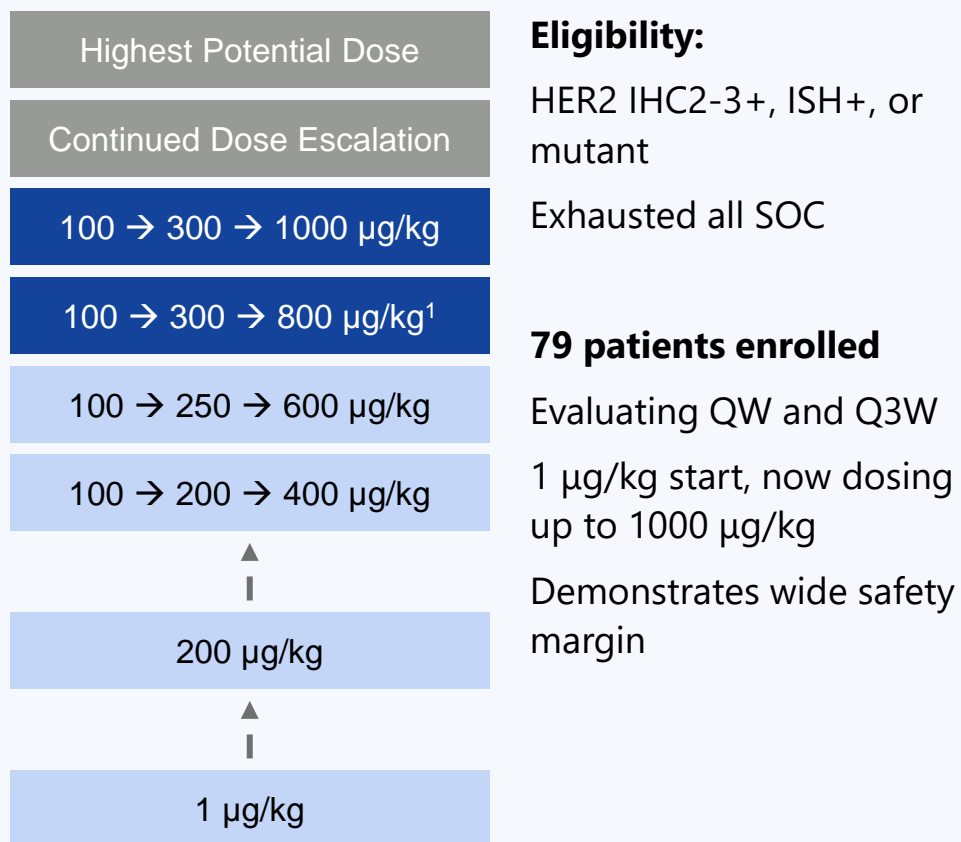 Highest Potential Dose
Continued Dose Escalation
100 → 300 → 1000 µg/kg
100 → 300 → 800 µg/kg¹
100 → 250 → 600 µg/kg
100 → 200 → 400 µg/kg
200 µg/kg
1 µg/kg
Eligibility:
HER2 IHC2-3+, ISH+, or
mutant
Exhausted all SOC
79 patients enrolled
Evaluating QW and Q3W
1 µg/kg start, now dosing
up to 1000 µg/kg
Demonstrates wide safety
margin